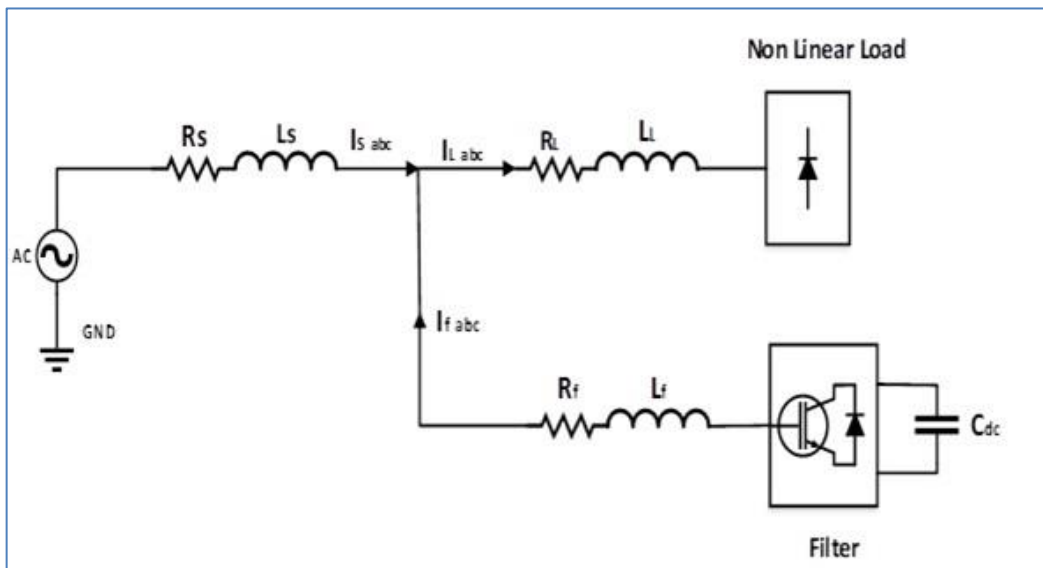 Non Linear Load
Rs
Ls
Is abc
IL abc
RL
LL
AC
GND
If abc
Rf
Lf
Cdc
Filter